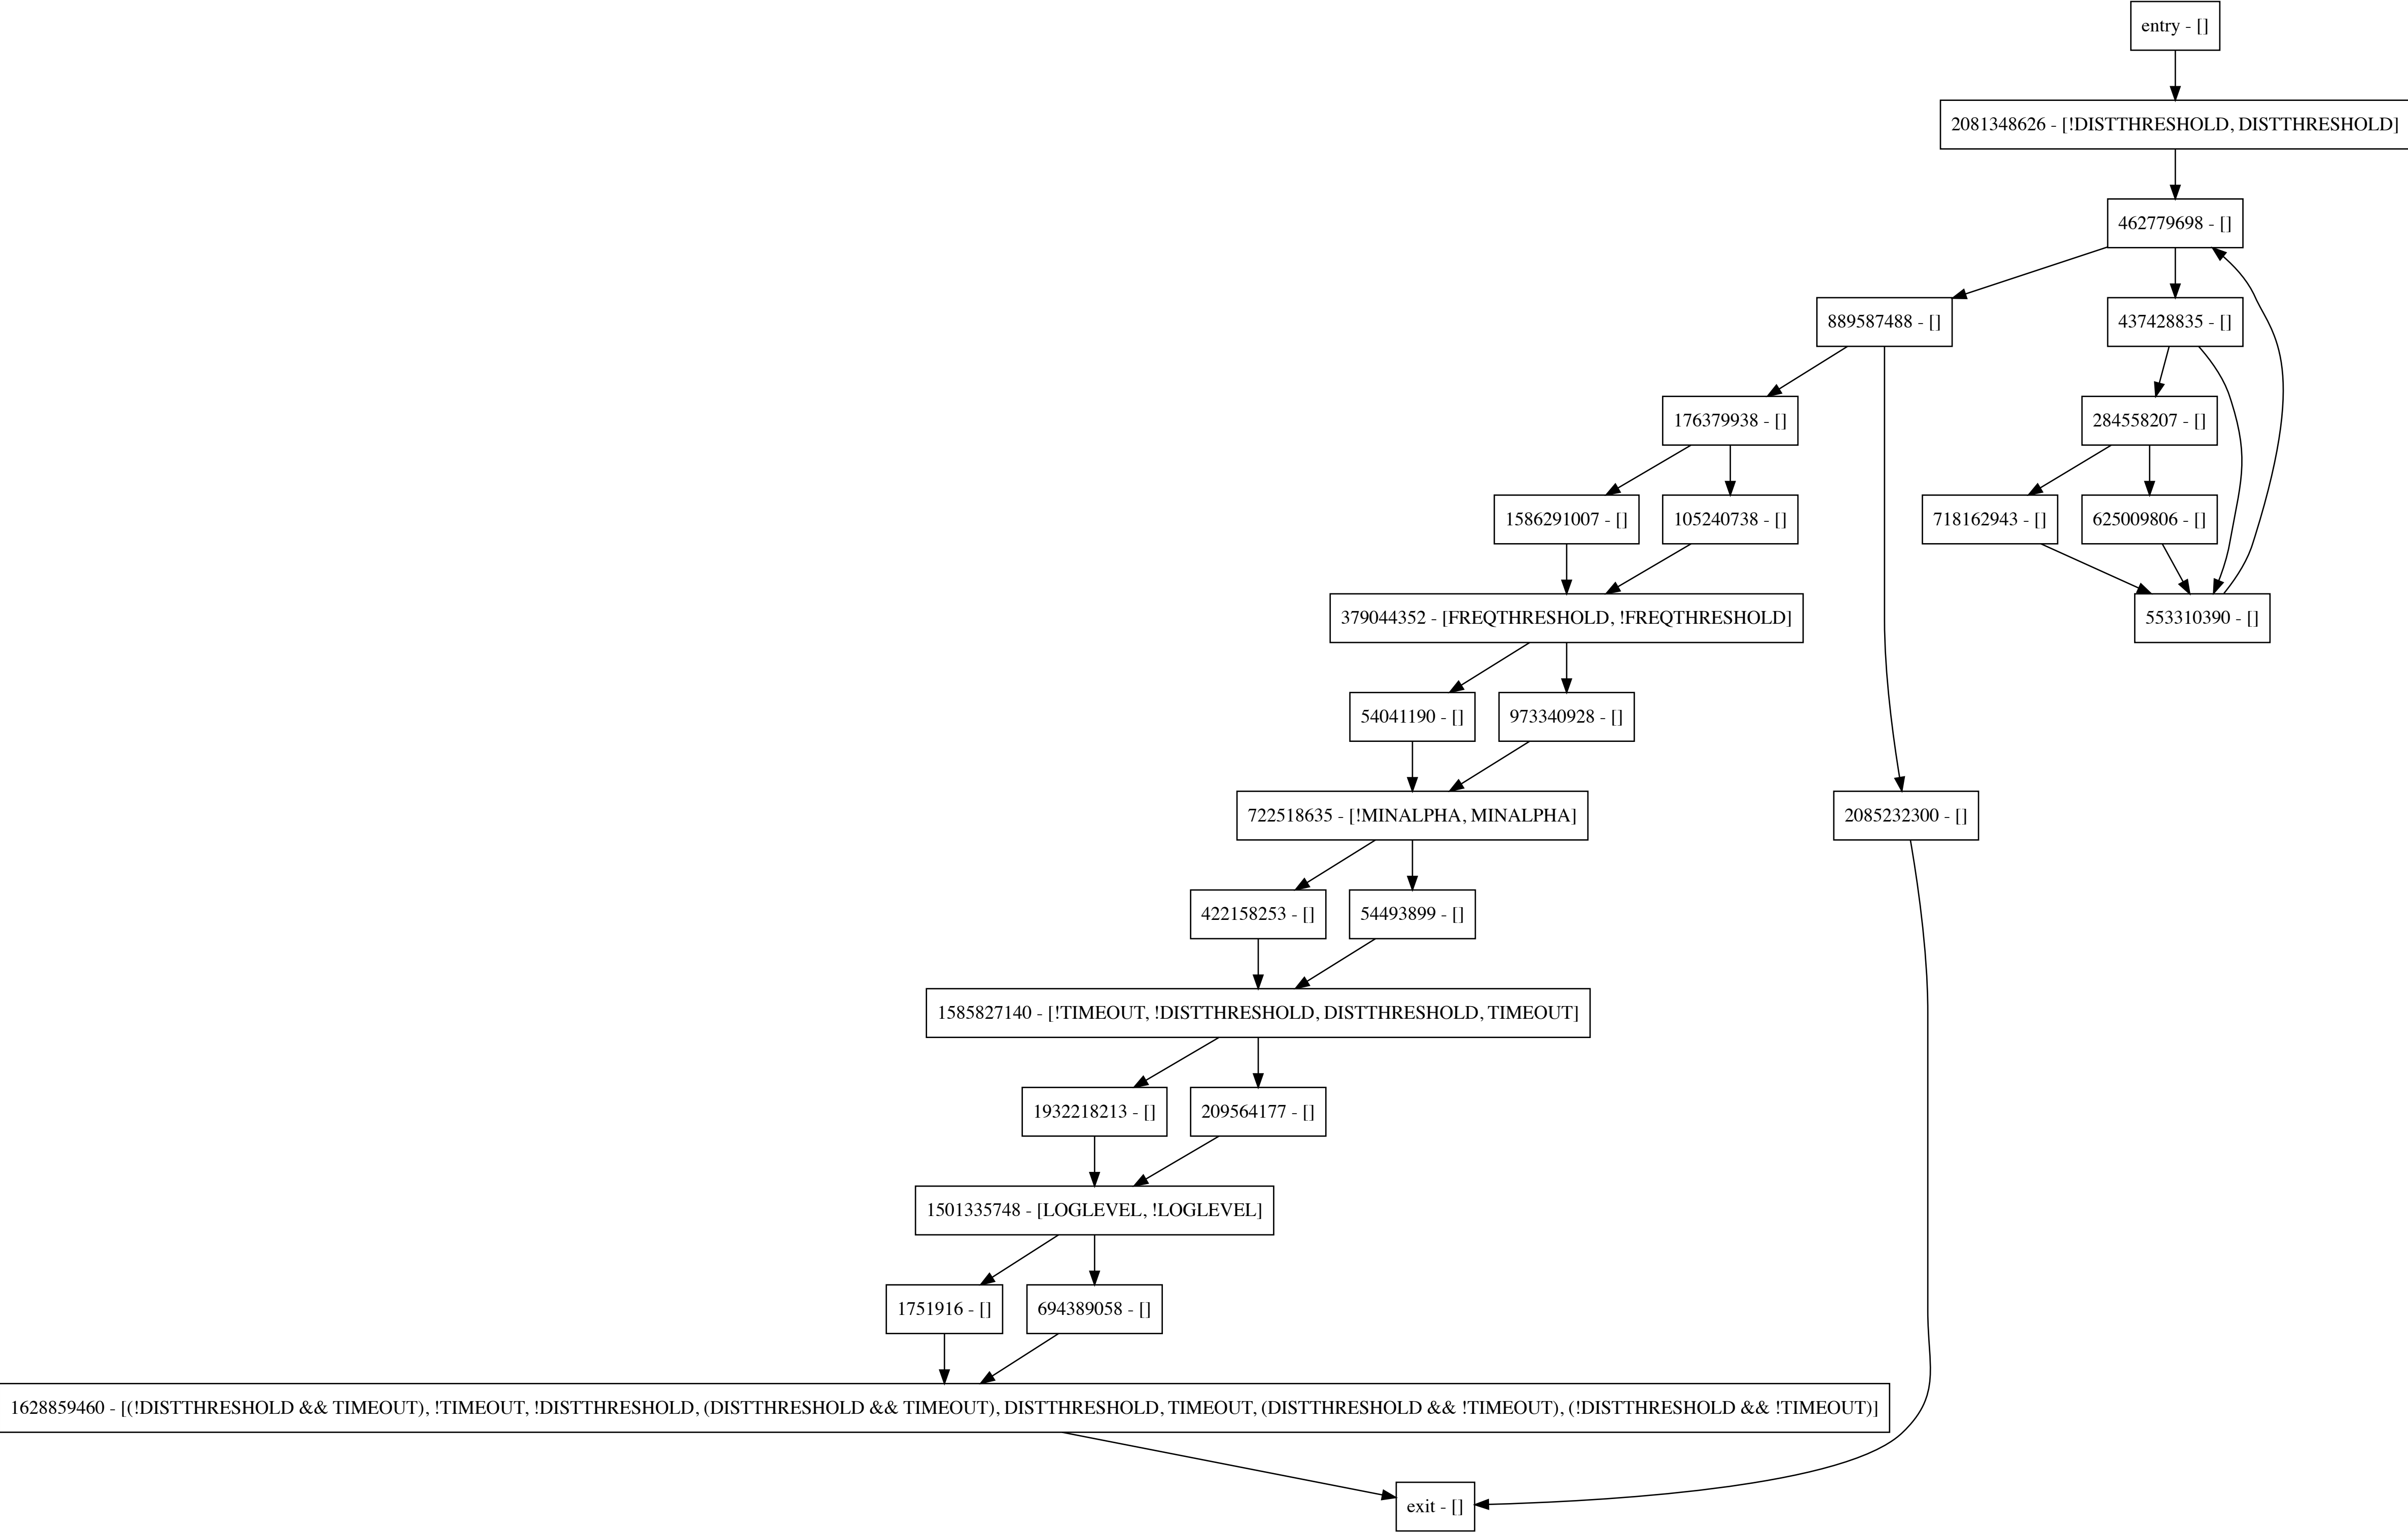 entry - []
2081348626 - [!DISTTHRESHOLD, DISTTHRESHOLD]
462779698 - []
889587488 - []
437428835 - []
176379938 - []
284558207 - []
1586291007 - []
105240738 - []
718162943 - []
625009806 - []
379044352 - [FREQTHRESHOLD, !FREQTHRESHOLD]
553310390 - []
54041190 - []
973340928 - []
722518635 - [!MINALPHA, MINALPHA]
2085232300 - []
422158253 - []
54493899 - []
1585827140 - [!TIMEOUT, !DISTTHRESHOLD, DISTTHRESHOLD, TIMEOUT]
1932218213 - []
209564177 - []
1501335748 - [LOGLEVEL, !LOGLEVEL]
1751916 - []
694389058 - []
1628859460 - [(!DISTTHRESHOLD && TIMEOUT), !TIMEOUT, !DISTTHRESHOLD, (DISTTHRESHOLD && TIMEOUT), DISTTHRESHOLD, TIMEOUT, (DISTTHRESHOLD && !TIMEOUT), (!DISTTHRESHOLD && !TIMEOUT)]
exit - []